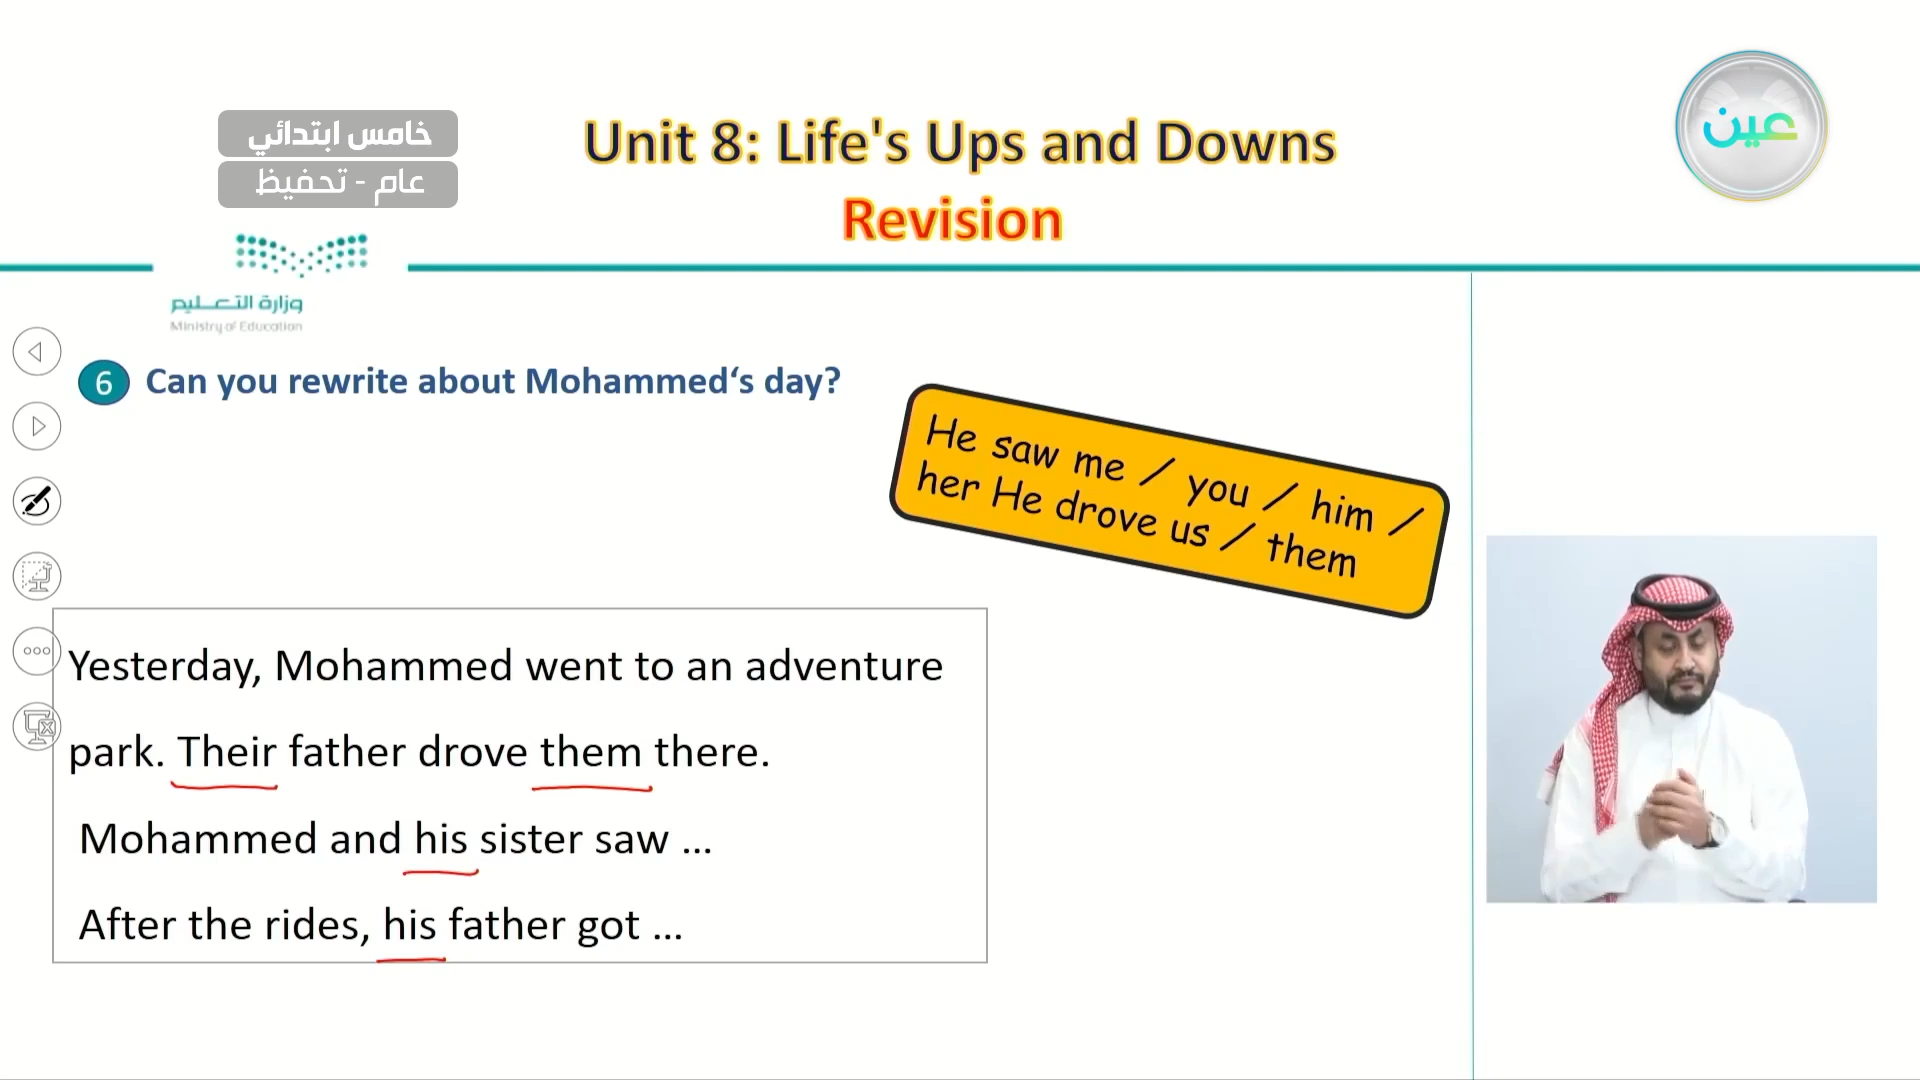 خامس ابتدائي
عام - تحفيظ
Unit 8: Life's Ups and Downs
Revision
عين
وزارة التعليم
Ministry of Education
6 Can you rewrite about Mohammed‘s day?
He saw me / you / him /
her He drove us / them
Yesterday, Mohammed went to an adventure
park. Their father drove them there.
Mohammed and his sister saw ...
After the rides, his father got ...